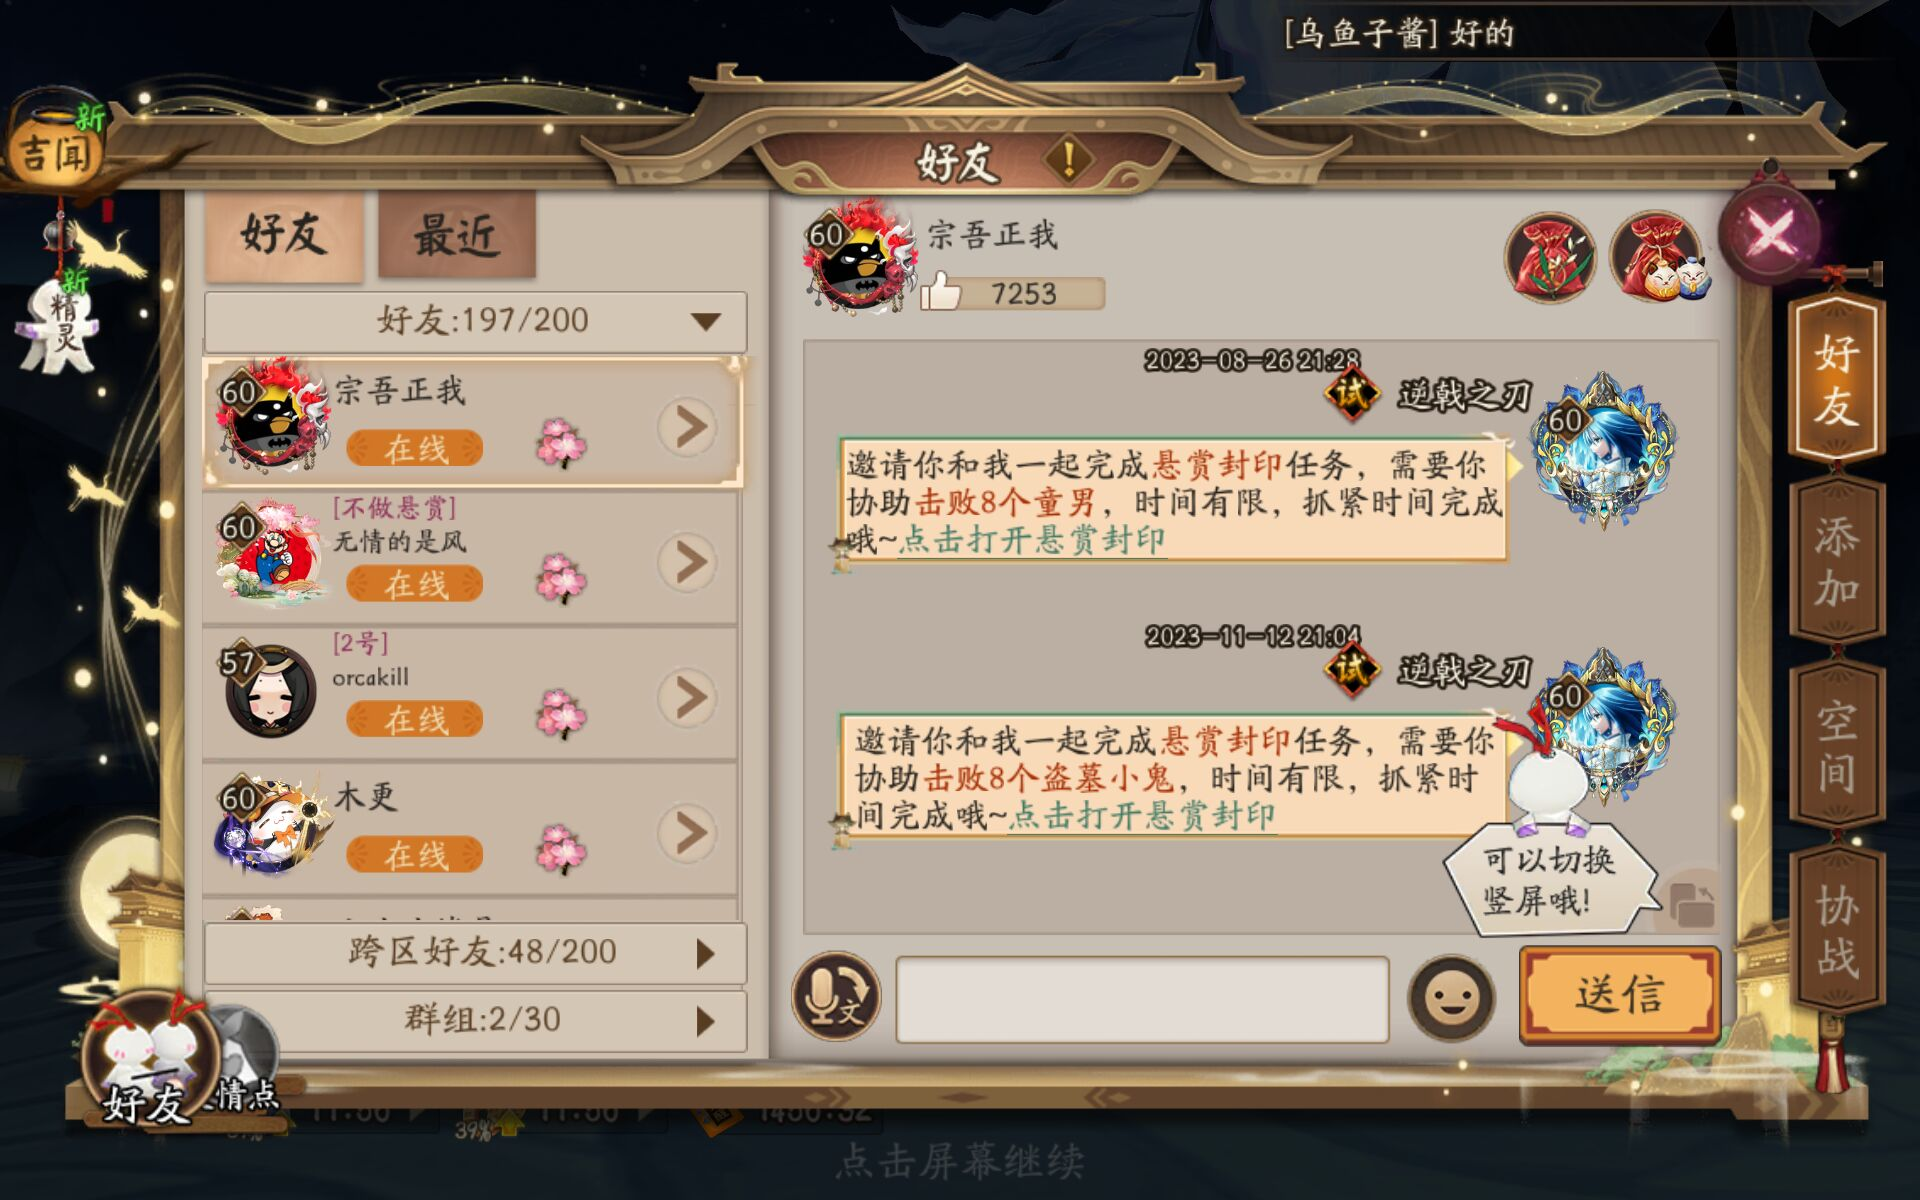 [乌鱼子酱] 好的
新
吉闻
好友
!
好友
最近
60
宗吾正我
7253
新
精灵
好友:197/200
60
宗吾正我
在线
[不做悬赏]
60
无情的是风
在线
[2号]
57
orcakill
在线
60
木更
在线
跨区好友:48/200
群组:2/30
2023-08-26 21:28
试
逆戟之刃
60
邀请你和我一起完成悬赏封印任务，需要你
协助击败8个童男，时间有限，抓紧时间完成
哦~点击打开悬赏封印
2023-11-12 21:04
试
逆戟之刃
60
邀请你和我一起完成悬赏封印任务，需要你
协助击败8个盗墓小鬼，时间有限，抓紧时
间完成哦~点击打开悬赏封印
可以切换
竖屏哦!
文
送信
好友
添加
空间
协战
好友
情点
39%
点击屏幕继续